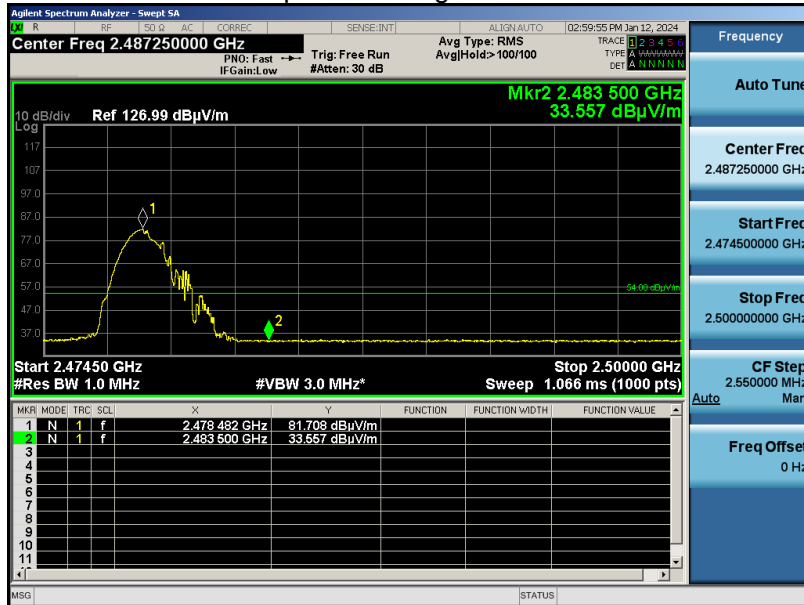 Agilent Spectrum Analyzer - Swept SA
LXI R RF 50 Ω AC CORREC SENSE:INT ALIGN AUTO 02:59:55 PM Jan 12, 2024
Center Freq 2.487250000 GHz
PNO: Fast
IFGain:Low
Trig: Free Run
#Atten: 30 dB
Avg Type: RMS
Avg|Hold:>100/100
TRACE 1 2 3 4 5 6
TYPE A WWWWW
DET A N N N N N
Mkr2 2.483 500 GHz
33.557 dBµV/m
10 dB/div Ref 126.99 dBµV/m
Log
117
107
97.0
87.0
77.0
67.0
57.0
47.0
37.0
1
2
54.00 dBµV/m
Start 2.47450 GHz Stop 2.50000 GHz
#Res BW 1.0 MHz #VBW 3.0 MHz* Sweep 1.066 ms (1000 pts)
MKR MODE TRC SCL X Y FUNCTION FUNCTION WIDTH FUNCTION VALUE
1 N 1 f 2.478 482 GHz 81.708 dBµV/m
2 N 1 f 2.483 500 GHz 33.557 dBµV/m
3
4
5
6
7
8
9
10
11
MSG STATUS
Frequency
Auto Tune
Center Freq
2.487250000 GHz
Start Freq
2.474500000 GHz
Stop Freq
2.500000000 GHz
CF Step
2.550000 MHz
Auto Man
Freq Offset
0 Hz